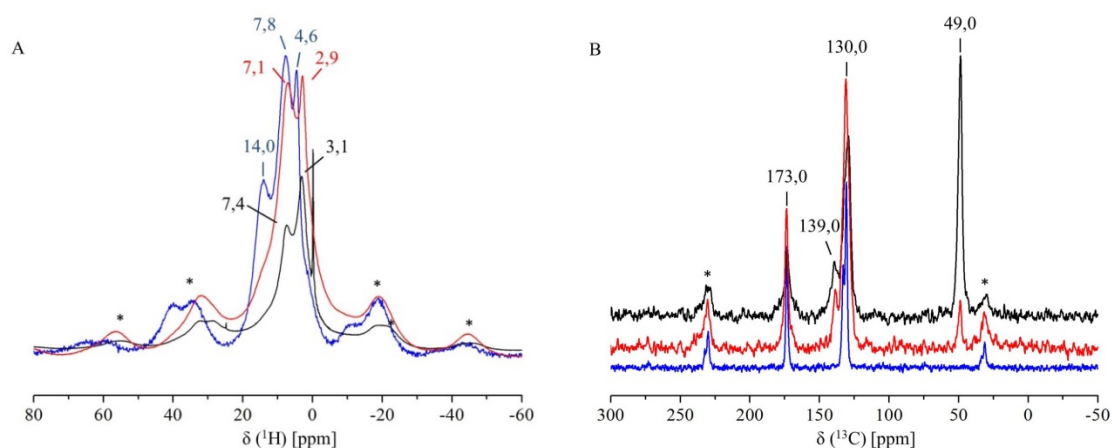 A
7,8
4,6
7,1
2,9
14,0
3,1
7,4
* * * * *
80 60 40 20 0 -20 -40 -60
δ (¹H) [ppm]
B
49,0
130,0
173,0
139,0
* *
300 250 200 150 100 50 0 -50
δ (¹³C) [ppm]